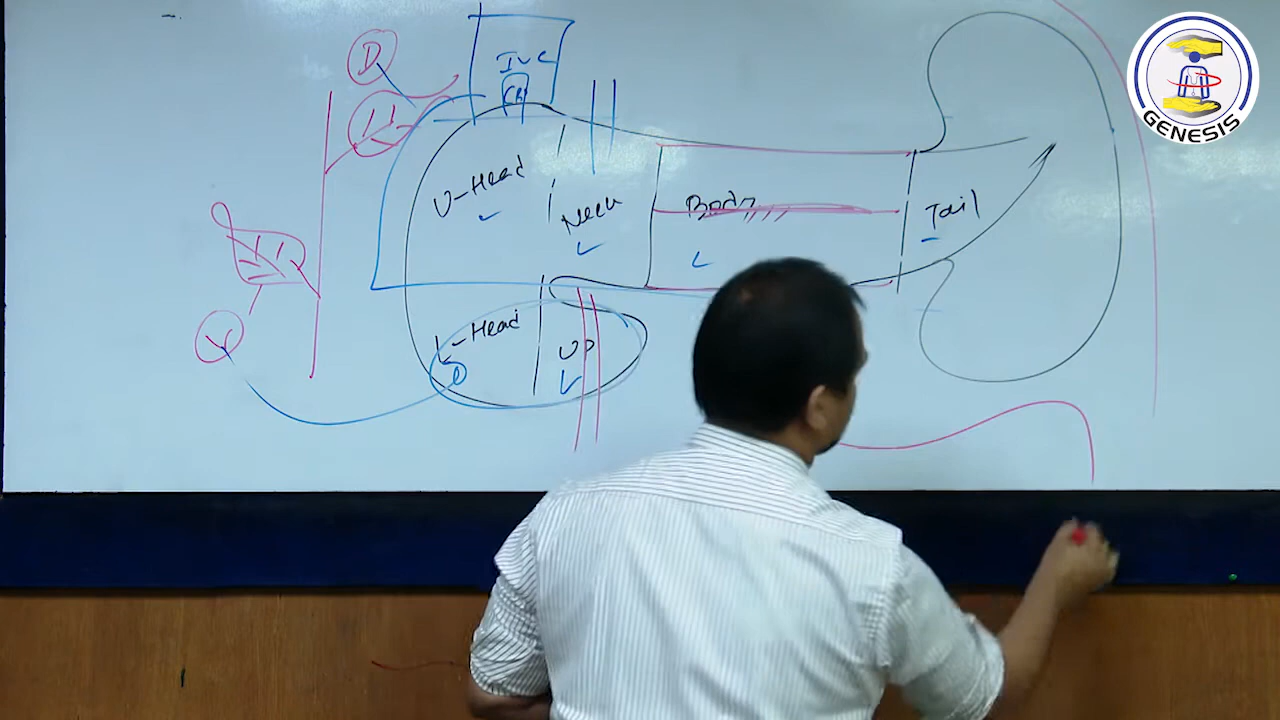 D
IVC
GENESIS
U-Head
Neck
Body
Tail
L-Head
UP
V